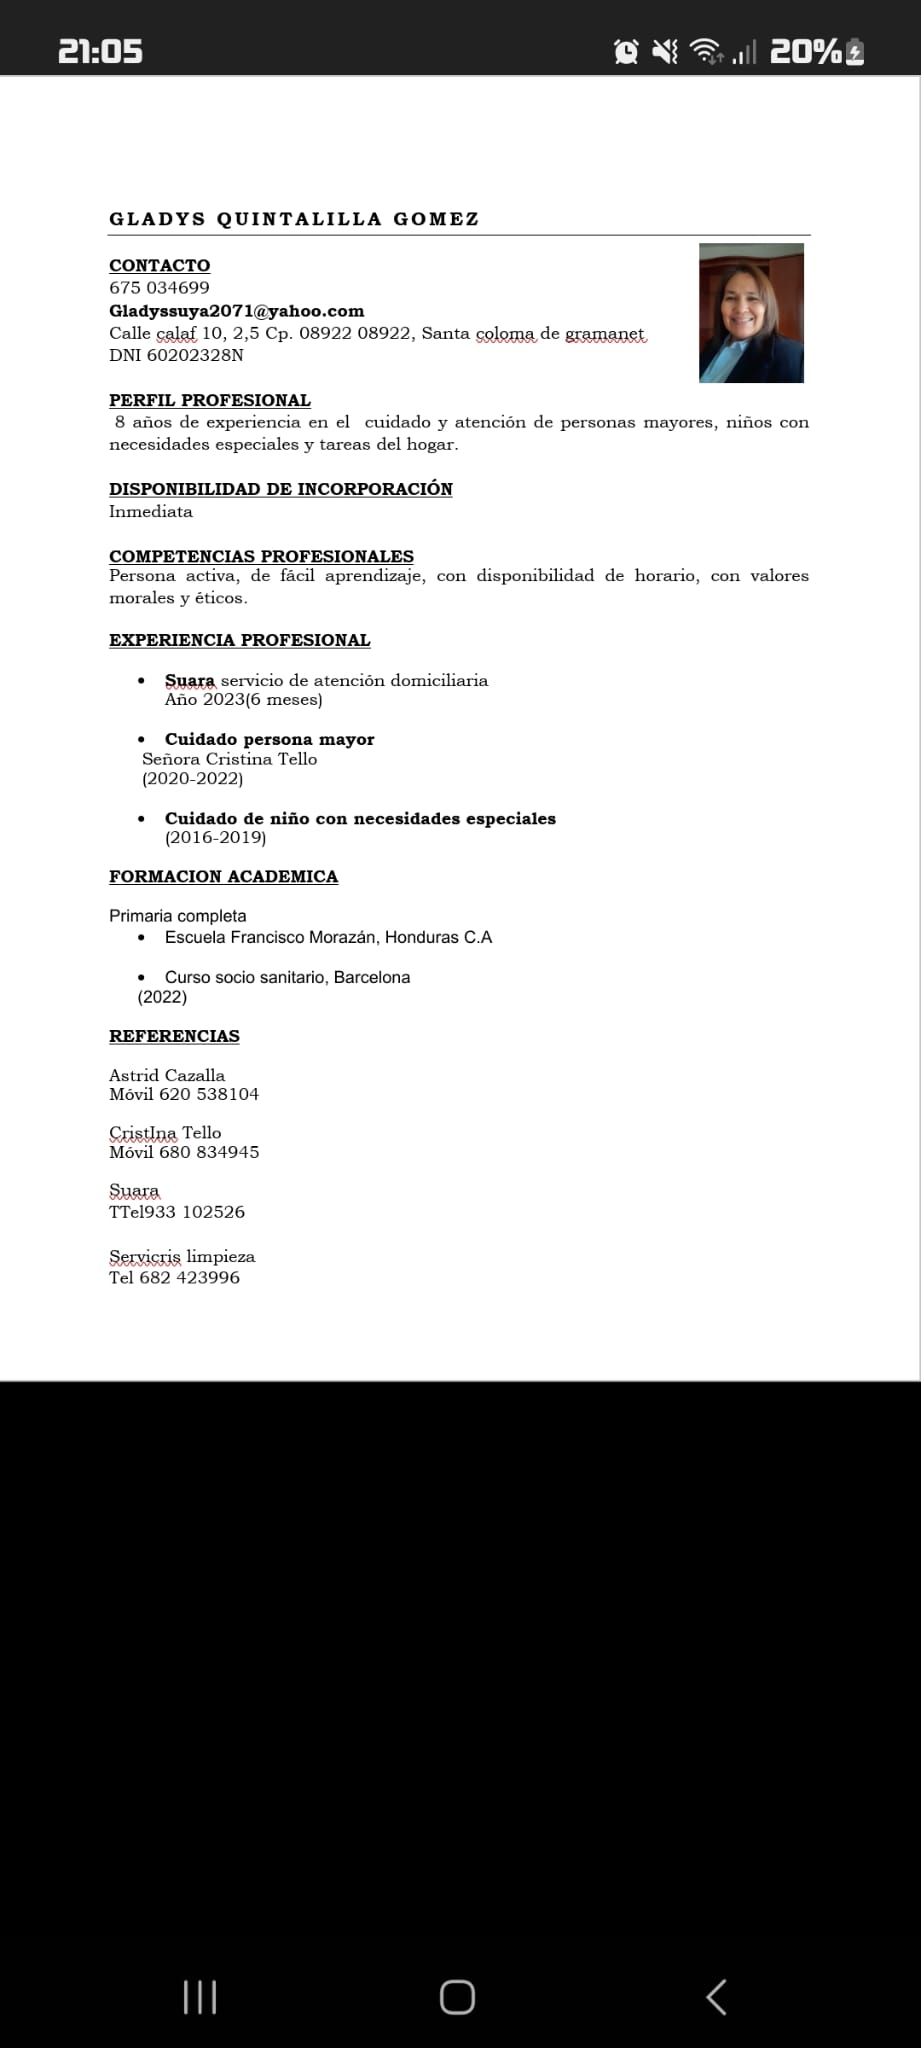 21:05
20%
GLADYS QUINTALILLA GOMEZ
CONTACTO
675 034699
Gladyssuya2071@yahoo.com
Calle calaf 10, 2,5 Cp. 08922 08922, Santa coloma de gramanet
DNI 60202328N
PERFIL PROFESIONAL
8 años de experiencia en el cuidado y atención de personas mayores, niños con
necesidades especiales y tareas del hogar.
DISPONIBILIDAD DE INCORPORACIÓN
Inmediata
COMPETENCIAS PROFESIONALES
Persona activa, de fácil aprendizaje, con disponibilidad de horario, con valores
morales y éticos.
EXPERIENCIA PROFESIONAL
• Suara servicio de atención domiciliaria
Año 2023(6 meses)
• Cuidado persona mayor
Señora Cristina Tello
(2020-2022)
• Cuidado de niño con necesidades especiales
(2016-2019)
FORMACION ACADEMICA
Primaria completa
• Escuela Francisco Morazán, Honduras C.A
• Curso socio sanitario, Barcelona
(2022)
REFERENCIAS
Astrid Cazalla
Móvil 620 538104
CristIna Tello
Móvil 680 834945
Suara
TTel933 102526
Servicris limpieza
Tel 682 423996